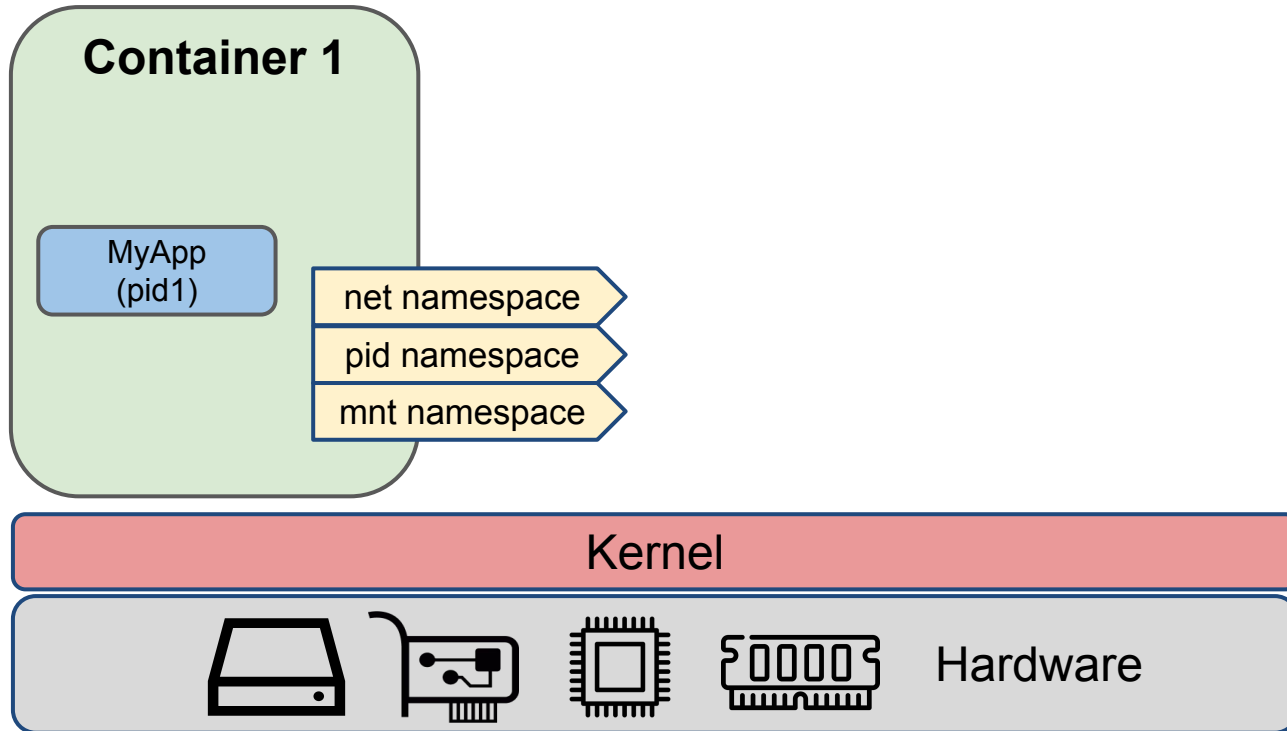 Container 1
MyApp
(pid1)
net namespace
pid namespace
mnt namespace
Kernel
Hardware